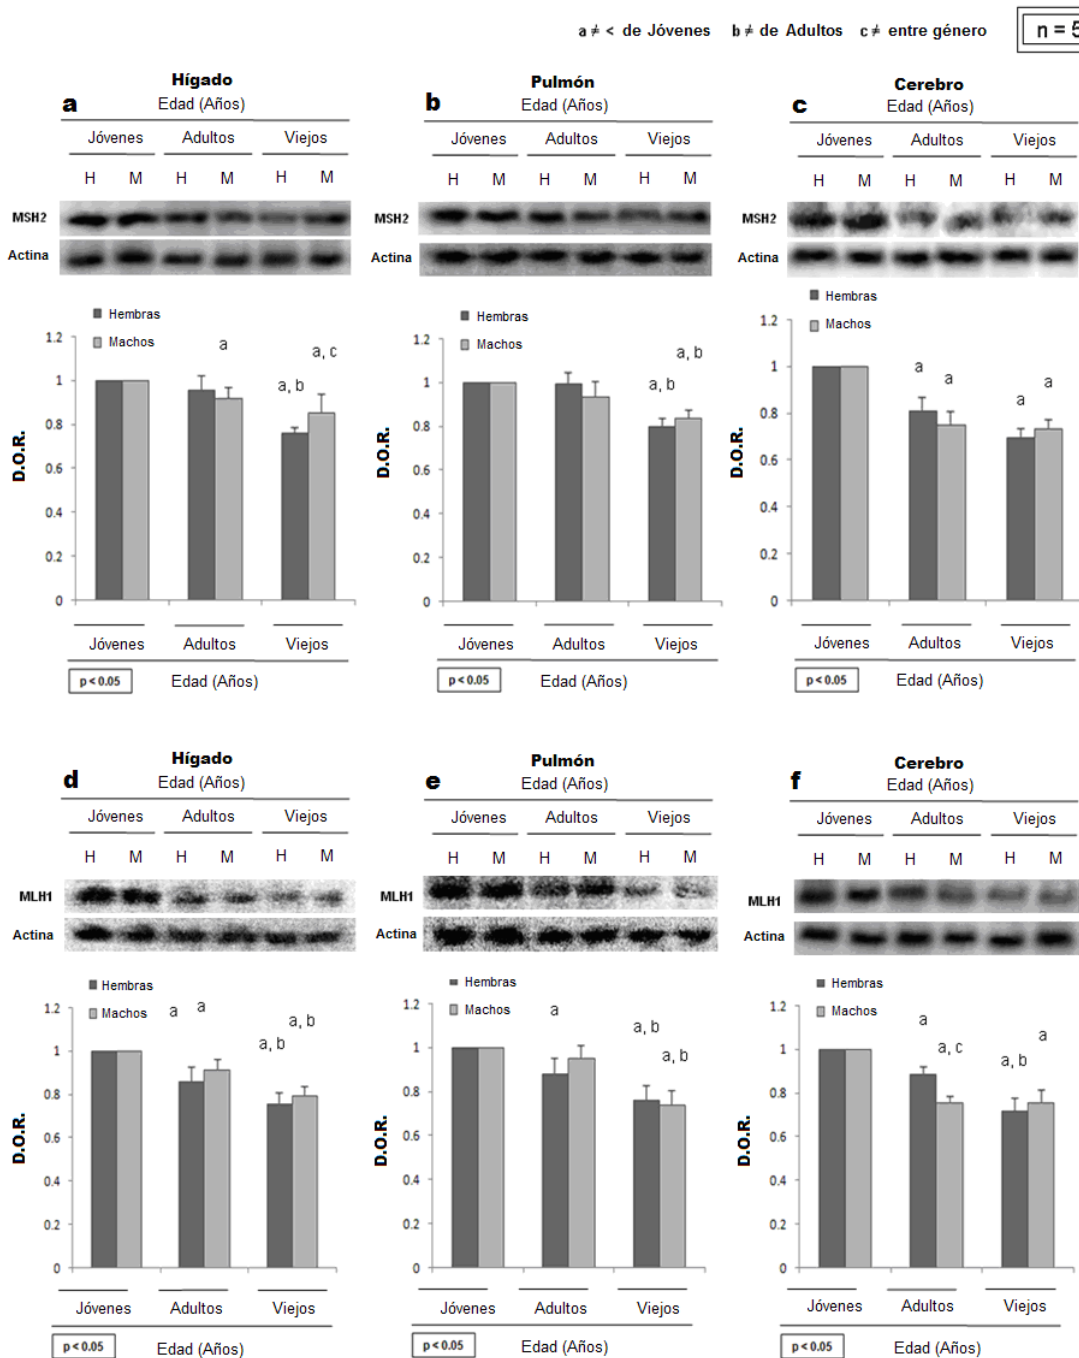 a ≠ < de Jóvenes b ≠ de Adultos c ≠ entre género
n = 5
Hígado
a
Edad (Años)
Jóvenes Adultos Viejos
H M H M H M
MSH2
Actina
Hembras
Machos
1.2
1
0.8
0.6
0.4
0.2
0
D.O.R.
a
a, b
a, c
Jóvenes Adultos Viejos
p < 0.05
Edad (Años)
Pulmón
b
Edad (Años)
Jóvenes Adultos Viejos
H M H M H M
MSH2
Actina
Hembras
Machos
1.2
1
0.8
0.6
0.4
0.2
0
D.O.R.
a, b
a, b
Jóvenes Adultos Viejos
p < 0.05
Edad (Años)
Cerebro
c
Edad (Años)
Jóvenes Adultos Viejos
H M H M H M
MSH2
Actina
Hembras
Machos
1.2
1
0.8
0.6
0.4
0.2
0
D.O.R.
a
a
a
a
Jóvenes Adultos Viejos
p < 0.05
Edad (Años)
Hígado
d
Edad (Años)
Jóvenes Adultos Viejos
H M H M H M
MLH1
Actina
Hembras
Machos
1.2
1
0.8
0.6
0.4
0.2
0
D.O.R.
a
a
a, b
a, b
Jóvenes Adultos Viejos
p < 0.05
Edad (Años)
Pulmón
e
Edad (Años)
Jóvenes Adultos Viejos
H M H M H M
MLH1
Actina
Hembras
Machos
1.2
1
0.8
0.6
0.4
0.2
0
D.O.R.
a
a, b
a, b
Jóvenes Adultos Viejos
p < 0.05
Edad (Años)
Cerebro
f
Edad (Años)
Jóvenes Adultos Viejos
H M H M H M
MLH1
Actina
Hembras
Machos
1.2
1
0.8
0.6
0.4
0.2
0
D.O.R.
a
a, c
a, b
a
Jóvenes Adultos Viejos
p < 0.05
Edad (Años)